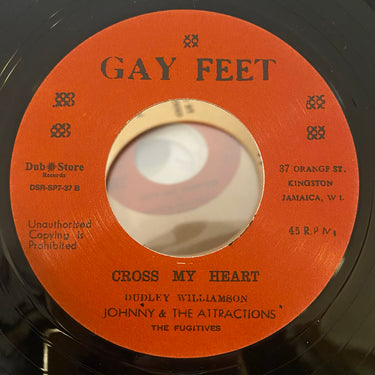 GAY FEET
Dub Store
Records
DSR-SP7-37 B
37 ORANGE ST.
KINGSTON
JAMAICA, W.I.
Unauthorised
Copying is
Prohibited
45 R.P.M.
CROSS MY HEART
DUDLEY WILLIAMSON
JOHNNY & THE ATTRACTIONS
THE FUGITIVES